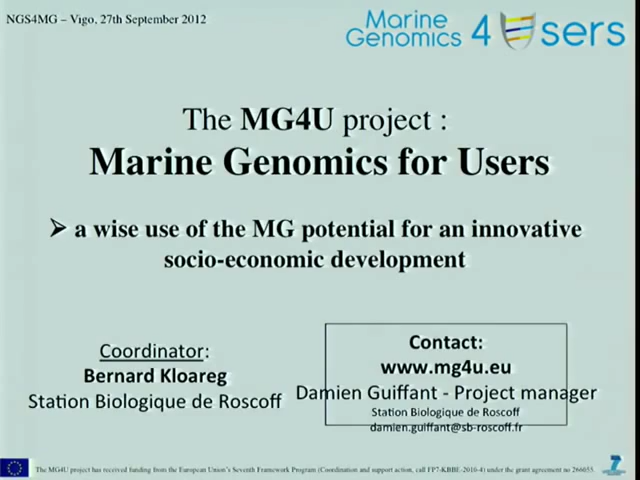 NGS4MG – Vigo, 27th September 2012
Marine Genomics 4 Users
The MG4U project :
Marine Genomics for Users
➢ a wise use of the MG potential for an innovative
socio-economic development
Coordinator:
Bernard Kloareg
Station Biologique de Roscoff
Contact:
www.mg4u.eu
Damien Guiffant - Project manager
Station Biologique de Roscoff
damien.guiffant@sb-roscoff.fr
The MG4U project has received funding from the European Union's Seventh Framework Program (Coordination and support action, call FP7-KBBE-2010-4) under the grant agreement no 266055.